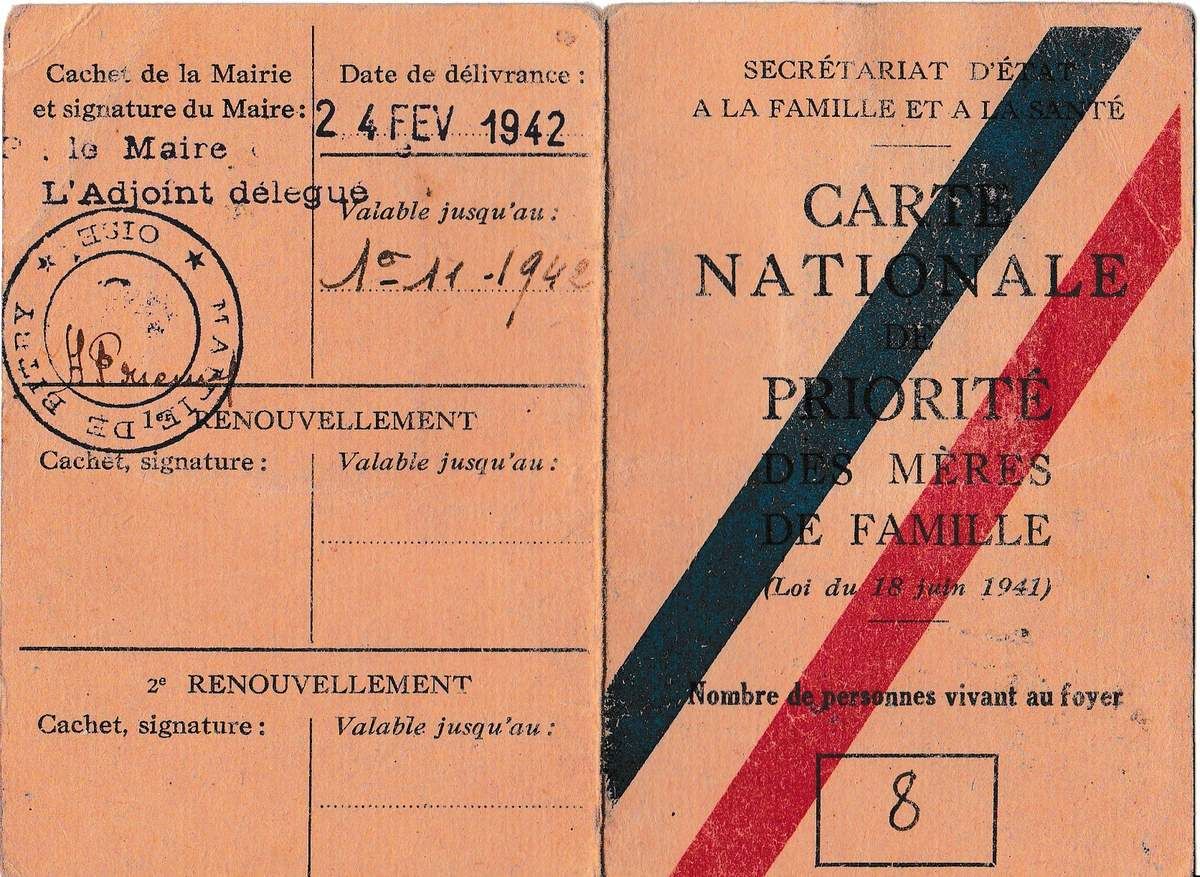 Cachet de la Mairie
et signature du Maire:
le Maire
L'Adjoint délegué
MAIRIE DE BITRY ★ OISE ★
Date de délivrance :
24 FEV 1942
Valable jusqu'au :
1er-11-1942
1er RENOUVELLEMENT
Cachet, signature :
Valable jusqu'au :
2e RENOUVELLEMENT
Cachet, signature :
Valable jusqu'au :
SECRÉTARIAT D'ÉTAT
A LA FAMILLE ET A LA SANTÉ
CARTE
NATIONALE
DE
PRIORITÉ
DES MÈRES
DE FAMILLE
(Loi du 18 juin 1941)
Nombre de personnes vivant au foyer
8